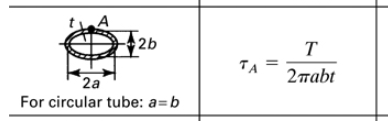 t A
2b
2a
For circular tube: a=b
τ_A = T / 2πabt